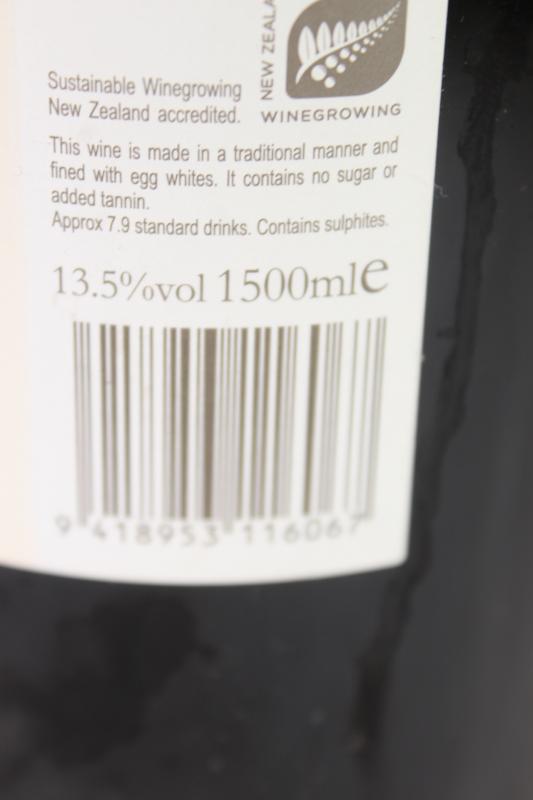 NEW ZEALA
WINEGROWING
Sustainable Winegrowing
New Zealand accredited.
This wine is made in a traditional manner and
fined with egg whites. It contains no sugar or
added tannin.
Approx 7.9 standard drinks. Contains sulphites.
13.5%vol 1500mle
9 418953 116067